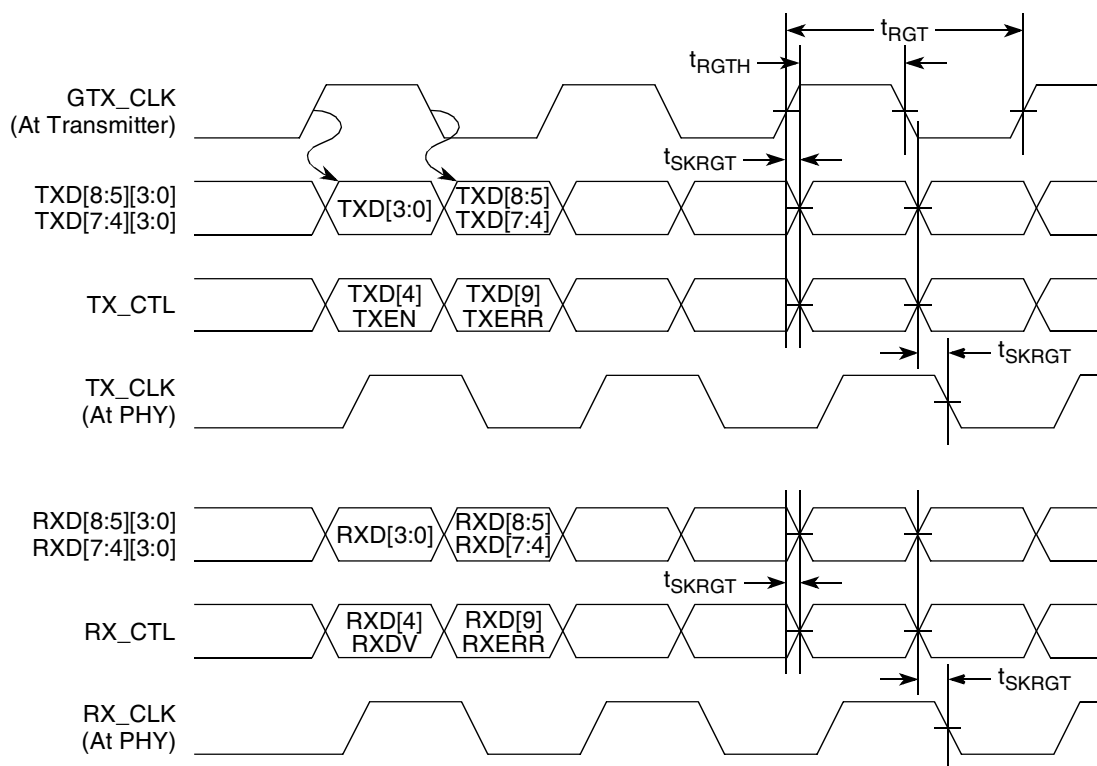 tRGT
tRGTH
GTX_CLK
(At Transmitter)
tSKRGT
TXD[8:5][3:0]
TXD[7:4][3:0]
TXD[3:0]
TXD[8:5]
TXD[7:4]
TX_CTL
TXD[4]
TXEN
TXD[9]
TXERR
tSKRGT
TX_CLK
(At PHY)
RXD[8:5][3:0]
RXD[7:4][3:0]
RXD[3:0]
RXD[8:5]
RXD[7:4]
tSKRGT
RX_CTL
RXD[4]
RXDV
RXD[9]
RXERR
tSKRGT
RX_CLK
(At PHY)